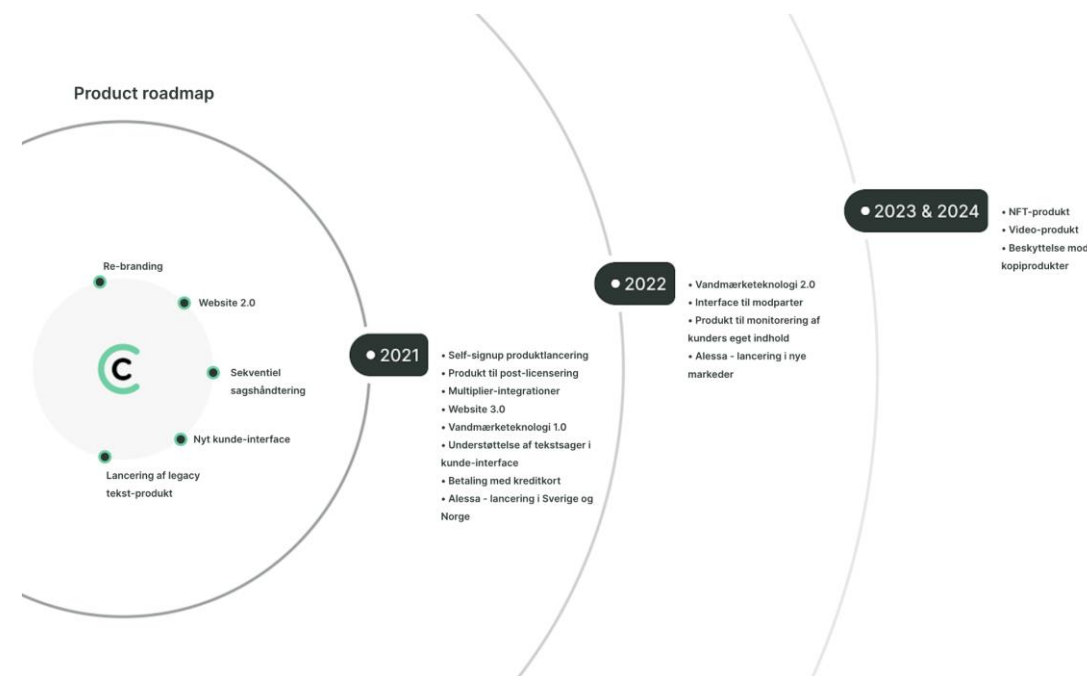 Product roadmap
Re-branding
Website 2.0
C
Sekventiel
sagshåndtering
Nyt kunde-interface
Lancering af legacy
tekst-produkt
2021
• Self-signup produktlancering
• Produkt til post-licensering
• Multiplier-integrationer
• Website 3.0
• Vandmærketeknologi 1.0
• Understøttelse af tekstsager i
kunde-interface
• Betaling med kreditkort
• Alessa - lancering i Sverige og
Norge
2022
• Vandmærketeknologi 2.0
• Interface til modparter
• Produkt til monitorering af
kunders eget indhold
• Alessa - lancering i nye
markeder
2023 & 2024
• NFT-produkt
• Video-produkt
• Beskyttelse mod
kopiprodukter